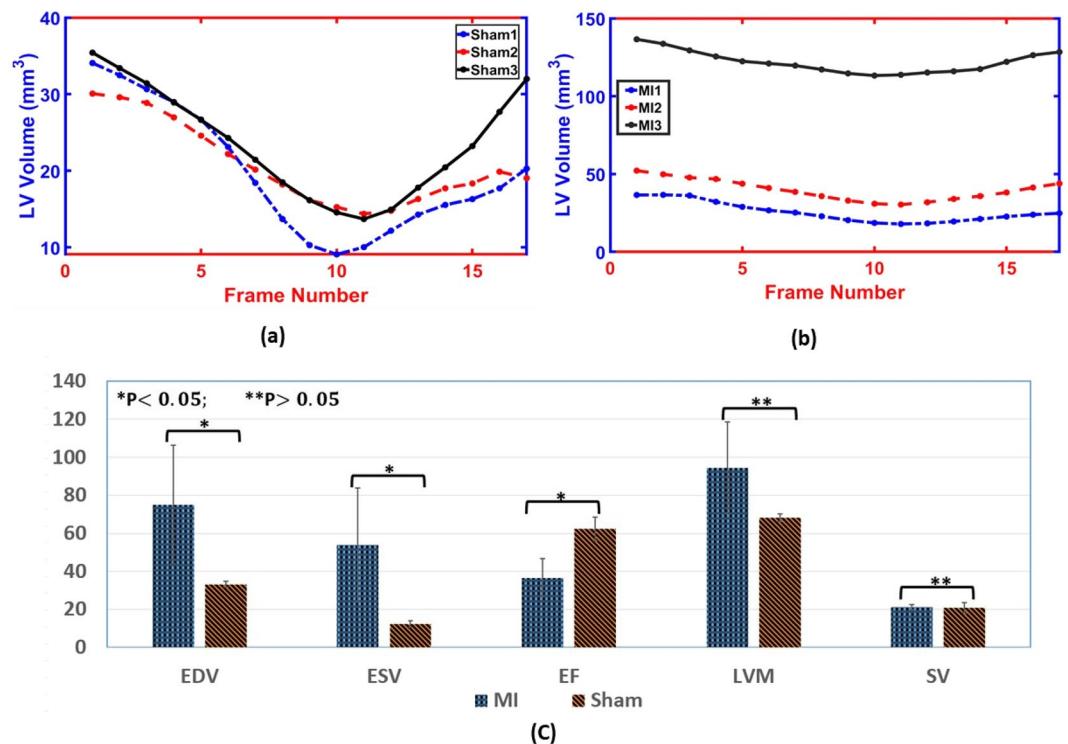 40
30
20
10
0
5
10
15
LV Volume (mm³)
Frame Number
Sham1
Sham2
Sham3
(a)
150
100
50
0
0
5
10
15
LV Volume (mm³)
Frame Number
MI1
MI2
MI3
(b)
140
120
100
80
60
40
20
0
*P< 0.05; **P> 0.05
*
*
*
**
**
EDV
ESV
EF
LVM
SV
MI Sham
(C)